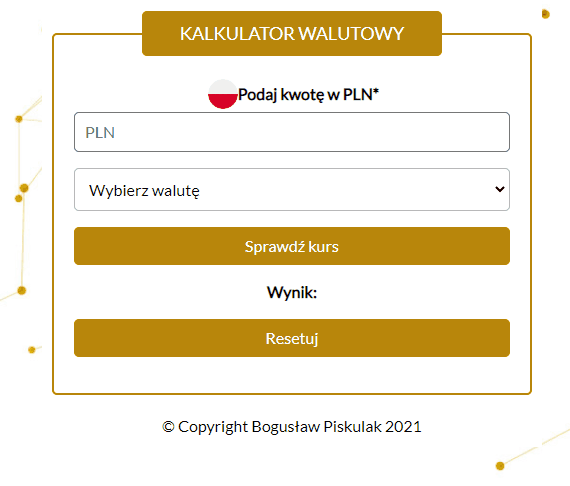 KALKULATOR WALUTOWY
Podaj kwotę w PLN*
PLN
Wybierz walutę
Sprawdź kurs
Wynik:
Resetuj
© Copyright Bogusław Piskulak 2021